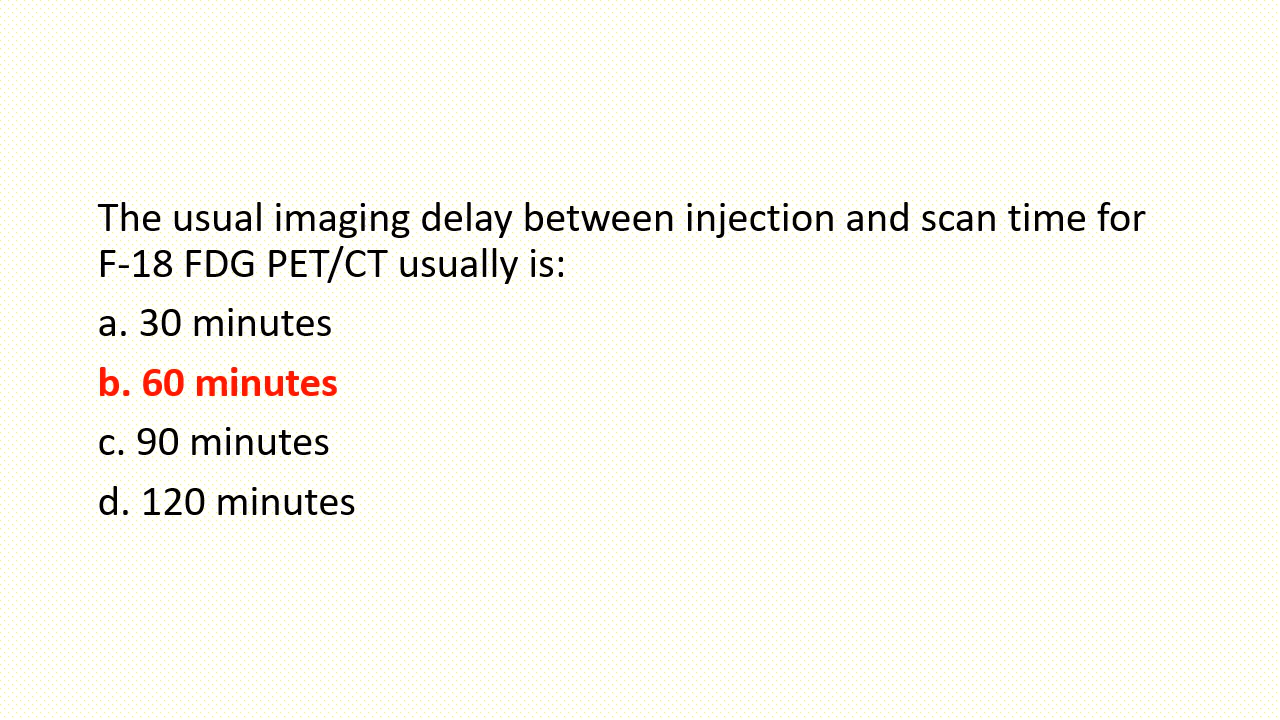 The usual imaging delay between injection and scan time for
F-18 FDG PET/CT usually is:
a. 30 minutes
b. 60 minutes
c. 90 minutes
d. 120 minutes